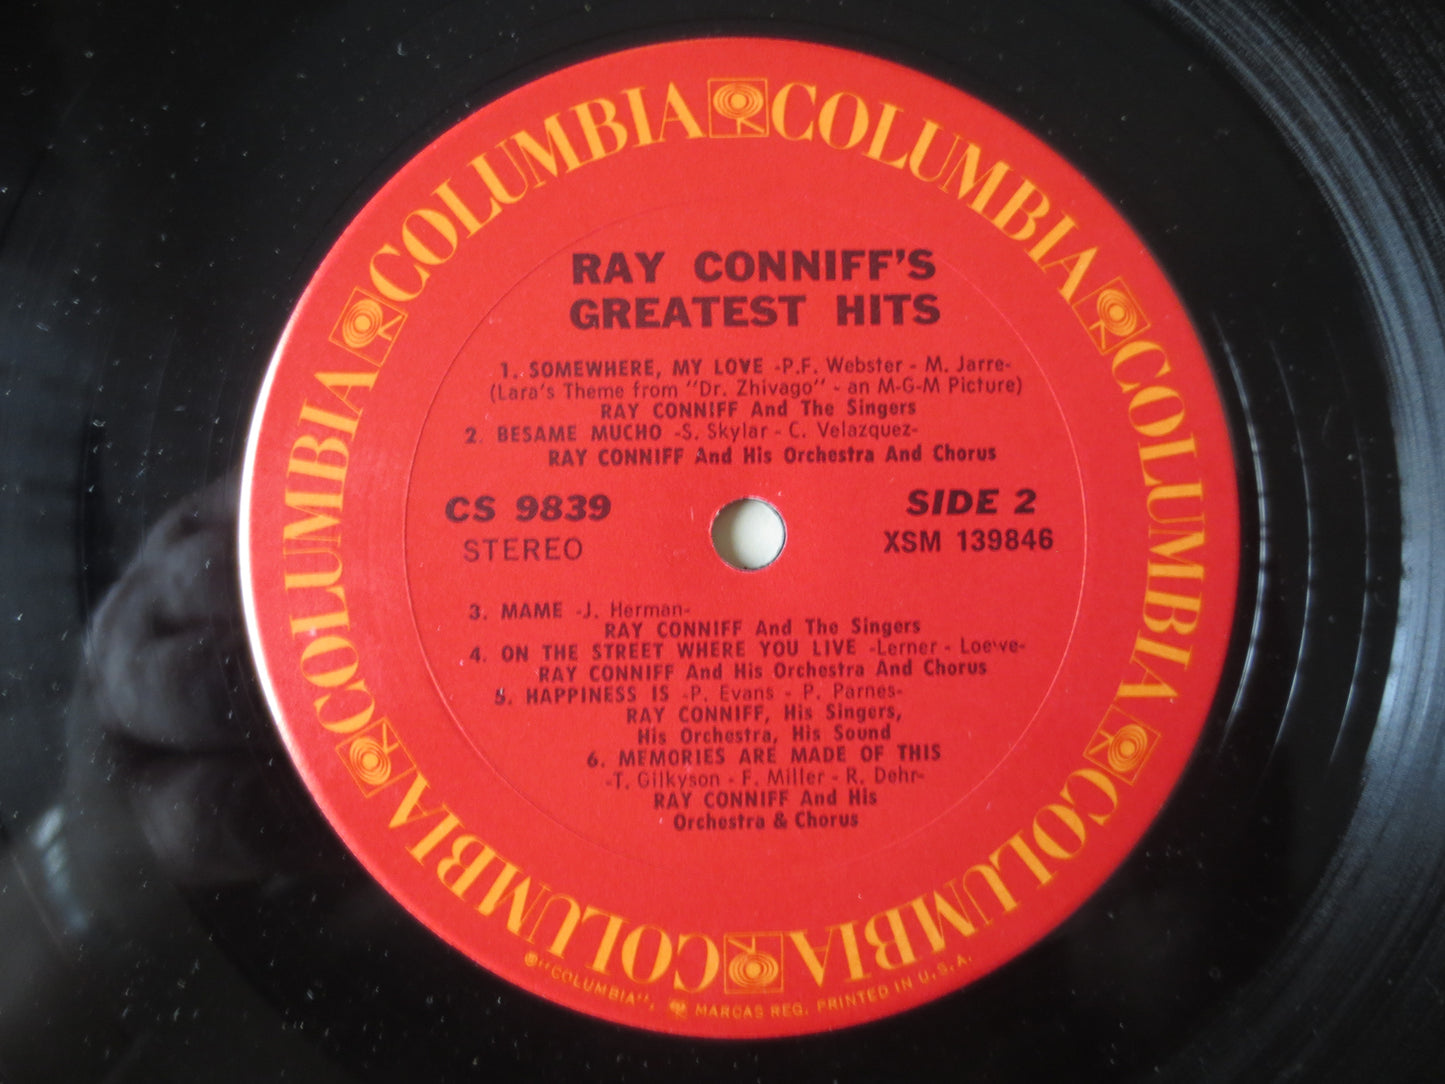 COLUMBIA COLUMBIA COLUMBIA COLUMBIA COLUMBIA COLUMBIA
RAY CONNIFF'S
GREATEST HITS
1. SOMEWHERE, MY LOVE -P.F. Webster - M. Jarre-
(Lara's Theme from "Dr. Zhivago" - an M-G-M Picture)
RAY CONNIFF And The Singers
2. BESAME MUCHO -S. Skylar - C. Velazquez-
RAY CONNIFF And His Orchestra And Chorus
CS 9839
STEREO
SIDE 2
XSM 139846
3. MAME -J. Herman-
RAY CONNIFF And The Singers
4. ON THE STREET WHERE YOU LIVE -Lerner - Loewe-
RAY CONNIFF And His Orchestra And Chorus
5. HAPPINESS IS -P. Evans - P. Parnes-
RAY CONNIFF, His Singers,
His Orchestra, His Sound
6. MEMORIES ARE MADE OF THIS
-T. Gilkyson - F. Miller - R. Dehr-
RAY CONNIFF And His
Orchestra & Chorus
® "COLUMBIA", MARCAS REG. PRINTED IN U.S.A.